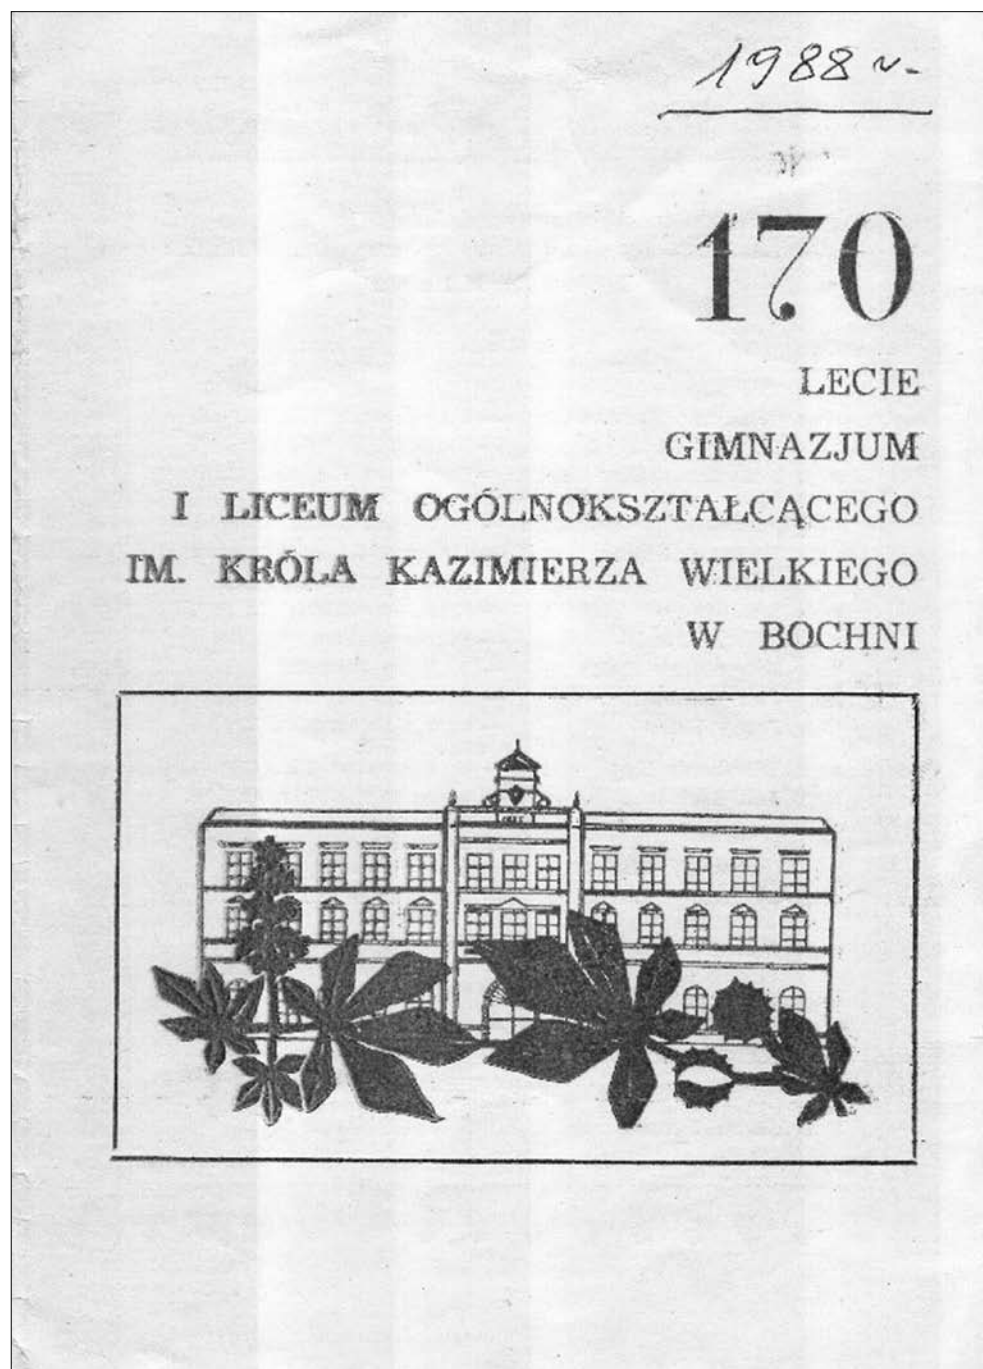 1988 r.
170
LECIE
GIMNAZJUM
I LICEUM OGÓLNOKSZTAŁCĄCEGO
IM. KRÓLA KAZIMIERZA WIELKIEGO
W BOCHNI